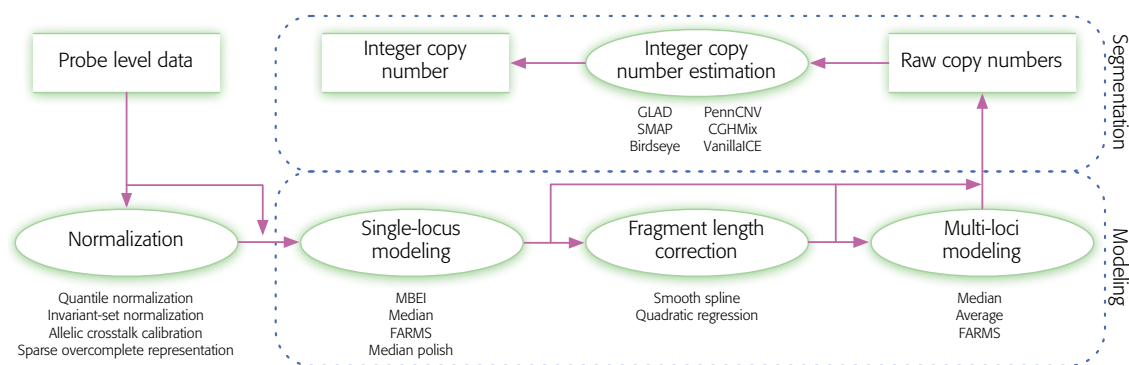 Probe level data
Integer copy
number
Integer copy
number estimation
Raw copy numbers
GLAD
SMAP
Birdseye
PennCNV
CGHMix
VanillaICE
Segmentation
Normalization
Single-locus
modeling
Fragment length
correction
Multi-loci
modeling
Modeling
Quantile normalization
Invariant-set normalization
Allelic crosstalk calibration
Sparse overcomplete representation
MBEI
Median
FARMS
Median polish
Smooth spline
Quadratic regression
Median
Average
FARMS